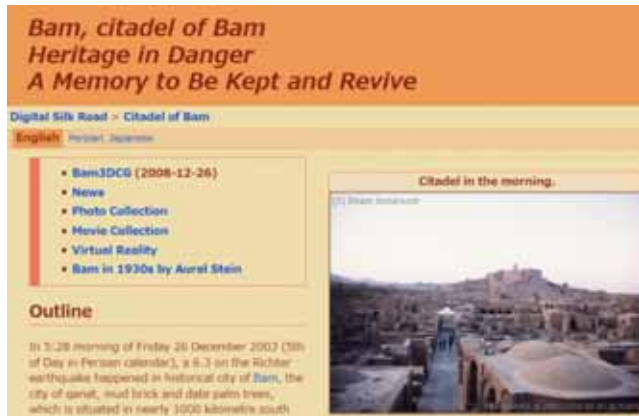 Bam, citadel of Bam
Heritage in Danger
A Memory to Be Kept and Revive
Digital Silk Road > Citadel of Bam
English Persian Japanese
• Bam3DCG (2008-12-26)
• News
• Photo Collection
• Movie Collection
• Virtual Reality
• Bam in 1930s by Aurel Stein
Citadel in the morning.
Outline
In 5:28 morning of Friday 26 December 2003 (5th
of Day in Persian calendar), a 6.3 on the Richter
earthquake happened in historical city of Bam, the
city of qanat, mud brick and date palm trees,
which is situated in nearly 1000 kilometre south